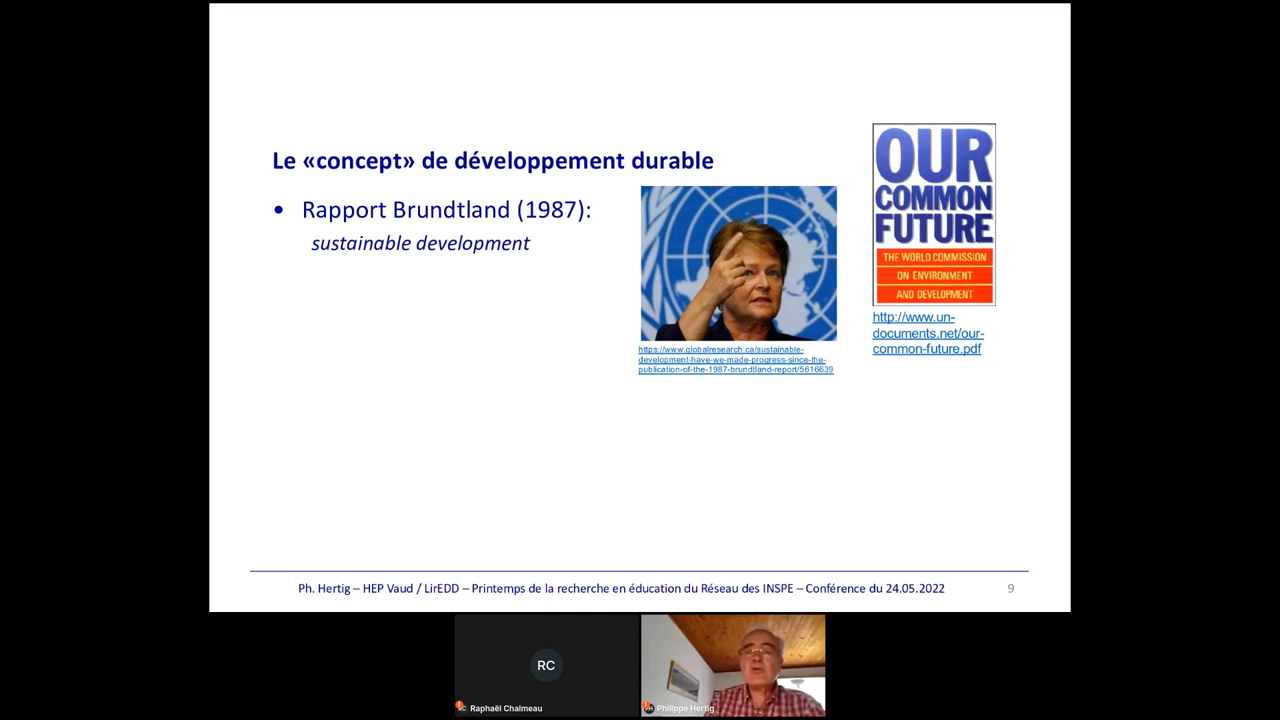 Le «concept» de développement durable
• Rapport Brundtland (1987):
sustainable development
https://www.globalresearch.ca/sustainable-
development-have-we-made-progress-since-the-
publication-of-the-1987-brundtland-report/5616639
OUR
COMMON
FUTURE
THE WORLD COMMISSION
ON ENVIRONMENT
AND DEVELOPMENT
http://www.un-
documents.net/our-
common-future.pdf
Ph. Hertig – HEP Vaud / LirEDD – Printemps de la recherche en éducation du Réseau des INSPE – Conférence du 24.05.2022
9
RC
Raphaël Chalmeau
Philippe Hertig